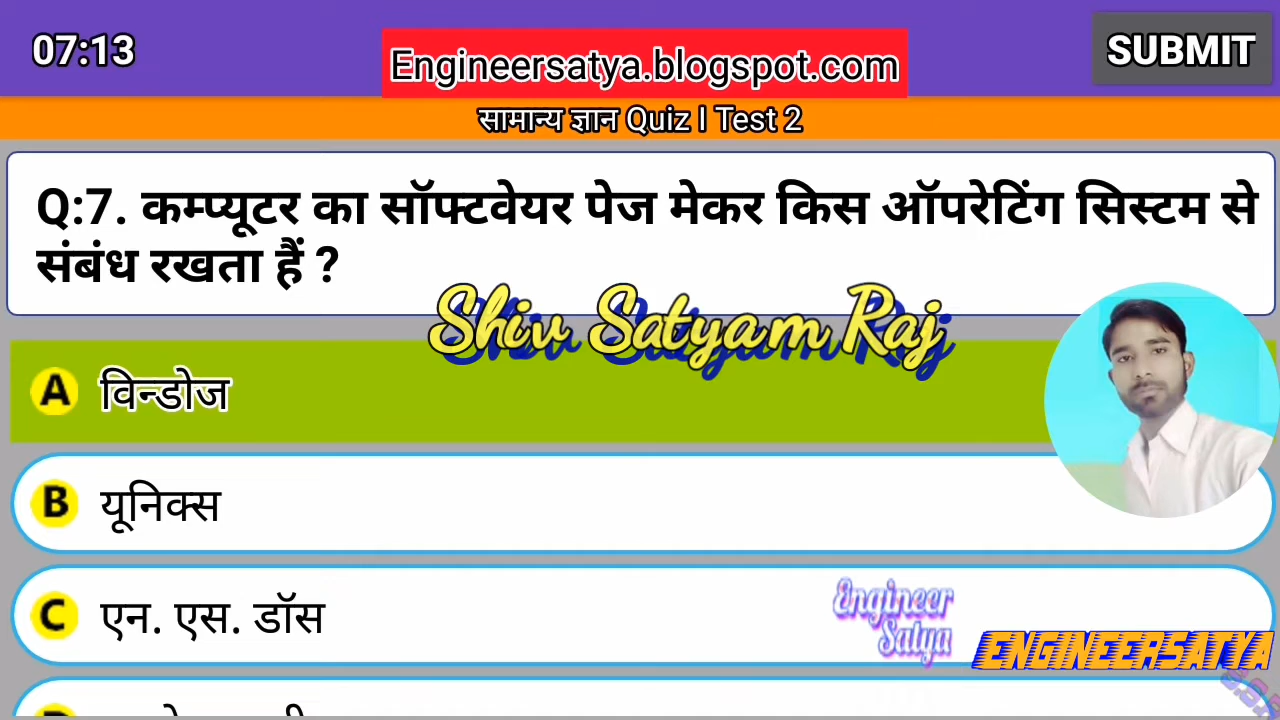 07:13
Engineersatya.blogspot.com
SUBMIT
सामान्य ज्ञान Quiz I Test 2
Q:7. कम्प्यूटर का सॉफ्टवेयर पेज मेकर किस ऑपरेटिंग सिस्टम से
संबंध रखता हैं ?
Shiv Satyam Raj
A विन्डोज
B यूनिक्स
C एन. एस. डॉस
Engineer
Satya
ENGINEERSATYA